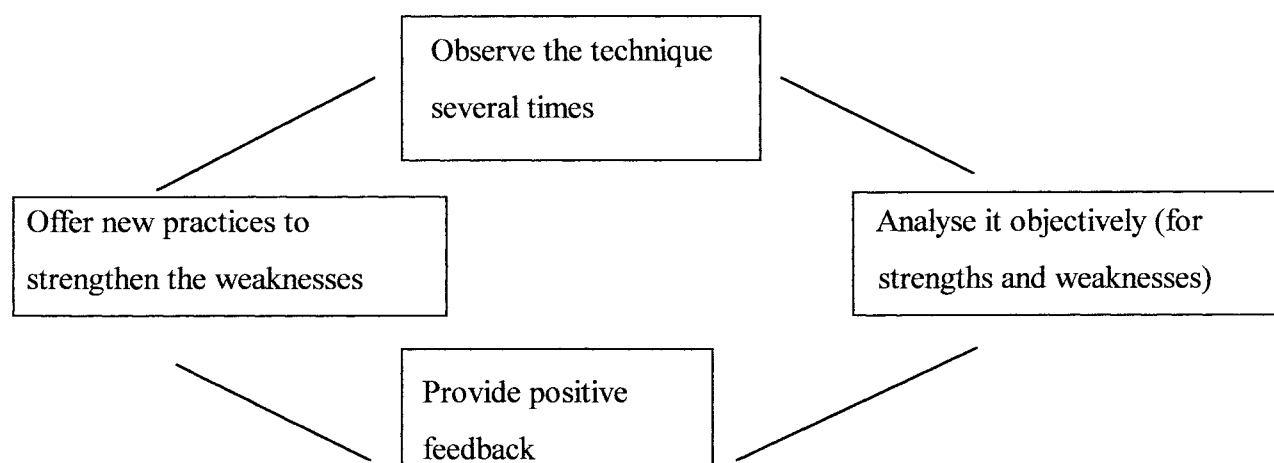 Observe the technique
several times
Offer new practices to
strengthen the weaknesses
Analyse it objectively (for
strengths and weaknesses)
Provide positive
feedback